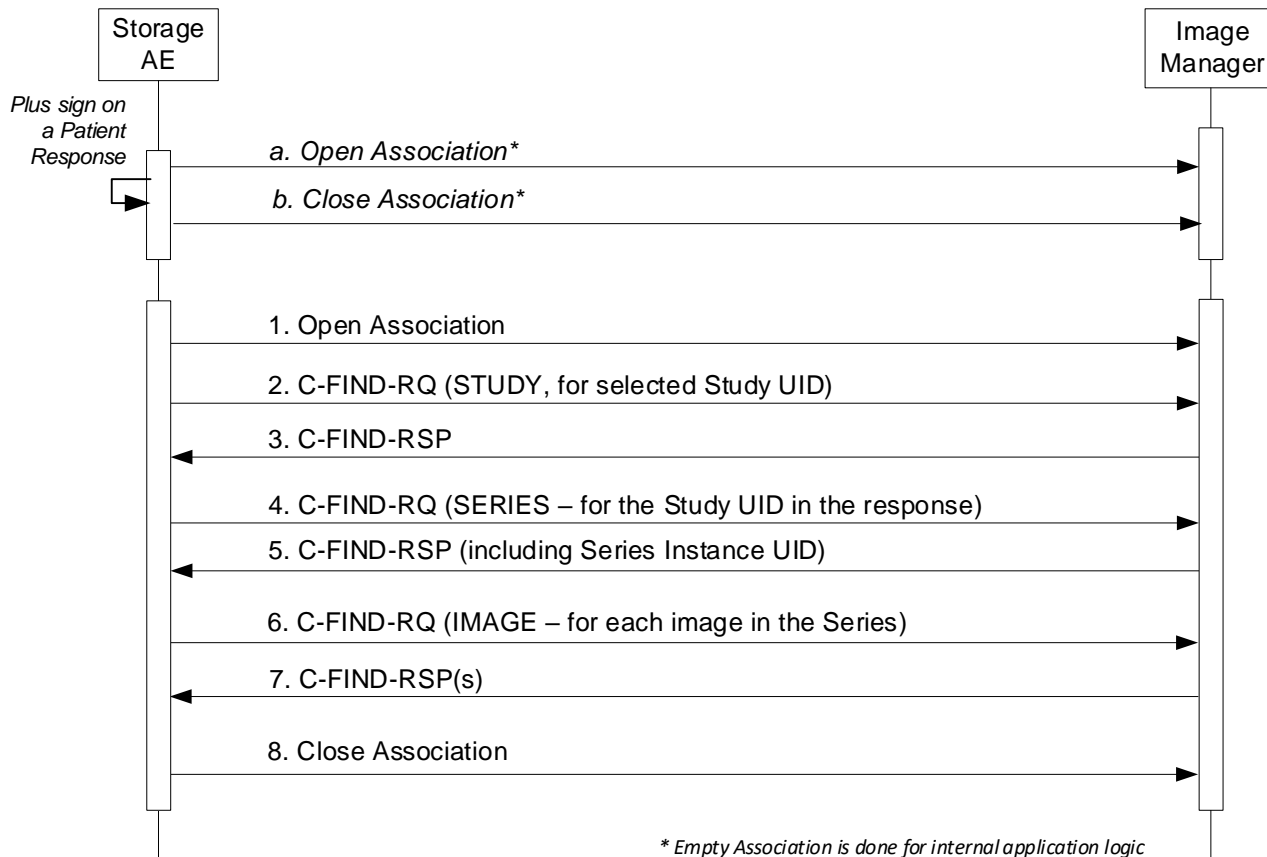 Storage
AE
Image
Manager
Plus sign on
a Patient
Response
a. Open Association*
b. Close Association*
1. Open Association
2. C-FIND-RQ (STUDY, for selected Study UID)
3. C-FIND-RSP
4. C-FIND-RQ (SERIES – for the Study UID in the response)
5. C-FIND-RSP (including Series Instance UID)
6. C-FIND-RQ (IMAGE – for each image in the Series)
7. C-FIND-RSP(s)
8. Close Association
* Empty Association is done for internal application logic